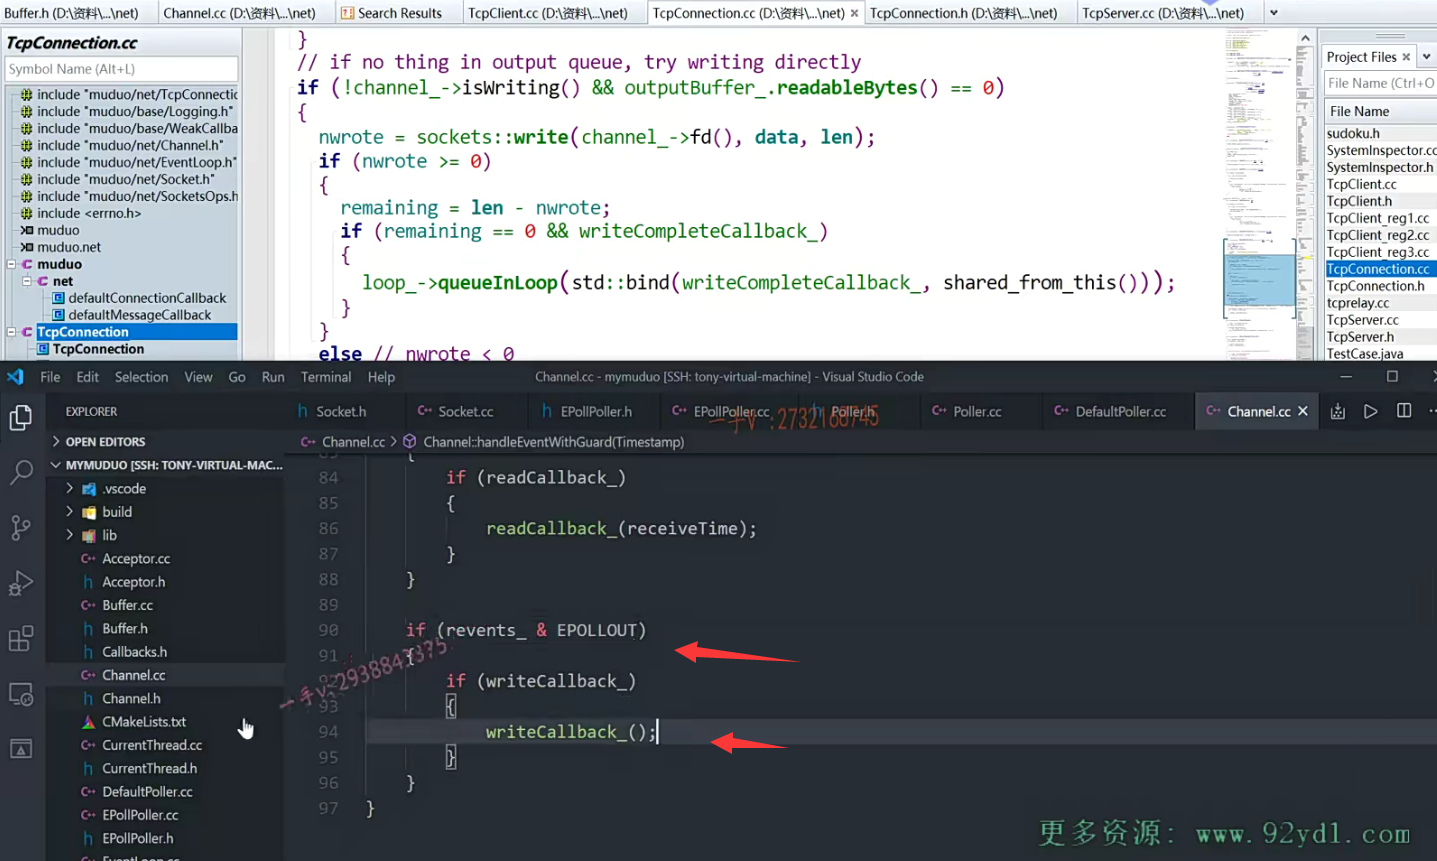 Buffer.h (D:\资料\...\net)
Channel.cc (D:\资料\...\net)
Search Results
TcpClient.cc (D:\资料\...\net)
TcpConnection.cc (D:\资料\...\net)
TcpConnection.h (D:\资料\...\net)
TcpServer.cc (D:\资料\...\net)
TcpConnection.cc
Symbol Name (Alt+L)
include "muduo/net/TcpConnectic
include "muduo/base/Logging.h"
include "muduo/base/WeakCallba
include "muduo/net/Channel.h"
include "muduo/net/EventLoop.h"
include "muduo/net/Socket.h"
include "muduo/net/SocketsOps.h
include <errno.h>
muduo
muduo.net
muduo
net
defaultConnectionCallback
defaultMessageCallback
TcpConnection
TcpConnection
}
// if no thing in output queue, try writing directly
if (!channel_->isWriting() && outputBuffer_.readableBytes() == 0)
{
nwrote = sockets::write(channel_->fd(), data, len);
if (nwrote >= 0)
{
remaining = len - nwrote;
if (remaining == 0 && writeCompleteCallback_)
{
loop_->queueInLoop(std::bind(writeCompleteCallback_, shared_from_this()));
}
}
else // nwrote < 0
Project Files
File Name (Ctrl+O
File Name
sudoku.h
SystemInspector.cc
SystemInspector.h
TcpClient.cc
TcpClient.h
TcpClient_reg1.cc
TcpClient_reg2.cc
TcpClient_reg3.cc
TcpConnection.cc
TcpConnection.h
tcprelay.cc
TcpServer.cc
TcpServer.h
TestCase.java
File Edit Selection View Go Run Terminal Help
Channel.cc - mymuduo [SSH: tony-virtual-machine] - Visual Studio Code
EXPLORER
Socket.h
Socket.cc
EPollPoller.h
EPollPoller.cc
Poller.h
Poller.cc
DefaultPoller.cc
Channel.cc
一手V :2732168745
OPEN EDITORS
MYMUDUO [SSH: TONY-VIRTUAL-MAC...
.vscode
build
lib
Acceptor.cc
Acceptor.h
Buffer.cc
Buffer.h
Callbacks.h
Channel.cc
Channel.h
CMakeLists.txt
CurrentThread.cc
CurrentThread.h
DefaultPoller.cc
EPollPoller.cc
EPollPoller.h
EventLoop.cc
Channel.cc > Channel::handleEventWithGuard(Timestamp)
83 {
84 if (readCallback_)
85 {
86 readCallback_(receiveTime);
87 }
88 }
89
90 if (revents_ & EPOLLOUT)
91 {
92 if (writeCallback_)
93 {
94 writeCallback_();
95 }
96 }
97 }
更多资源: www.92ydl.com